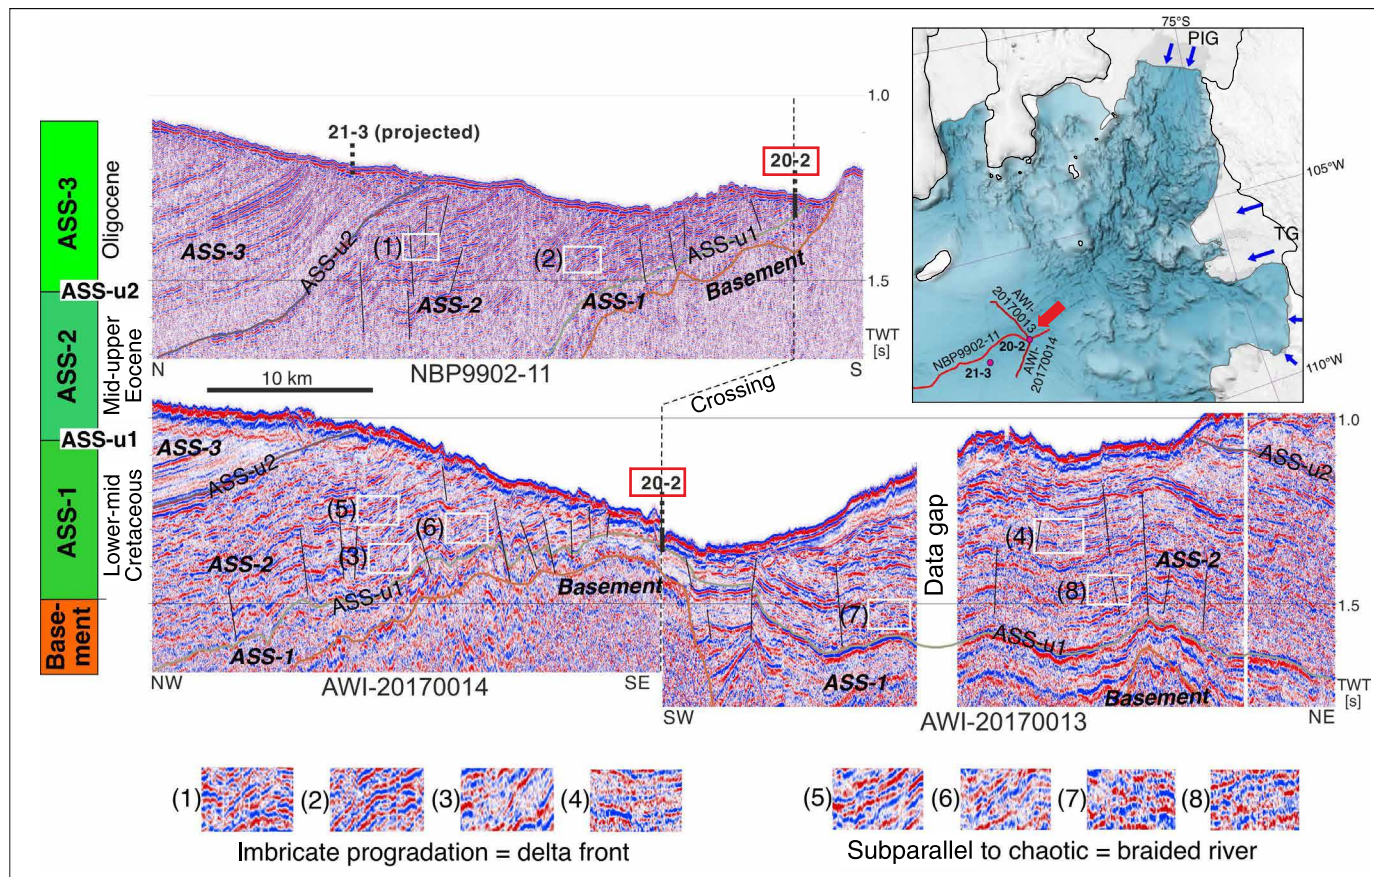 75°S
PIG
1.0
21-3 (projected)
20-2
105°W
ASS-3
Oligocene
TG
ASS-3
ASS-u2
(1)
(2)
ASS-u1
Basement
ASS-u2
ASS-2
ASS-1
1.5
AWI-
20170013
TWT
[s]
NBP9902-11
20-2
AWI-
20170014
21-3
110°W
N
10 km
NBP9902-11
S
ASS-2
Mid-upper
Eocene
Crossing
ASS-u1
1.0
ASS-3
ASS-u2
20-2
ASS-u2
ASS-1
Lower-mid
Cretaceous
(5)
(6)
(3)
(4)
ASS-2
ASS-2
Data gap
Basement
(8)
ASS-u1
(7)
1.5
Base-
ment
ASS-1
ASS-u1
ASS-1
Basement
TWT
[s]
NW
AWI-20170014
SE
SW
AWI-20170013
NE
(1)
(2)
(3)
(4)
(5)
(6)
(7)
(8)
Imbricate progradation = delta front
Subparallel to chaotic = braided river